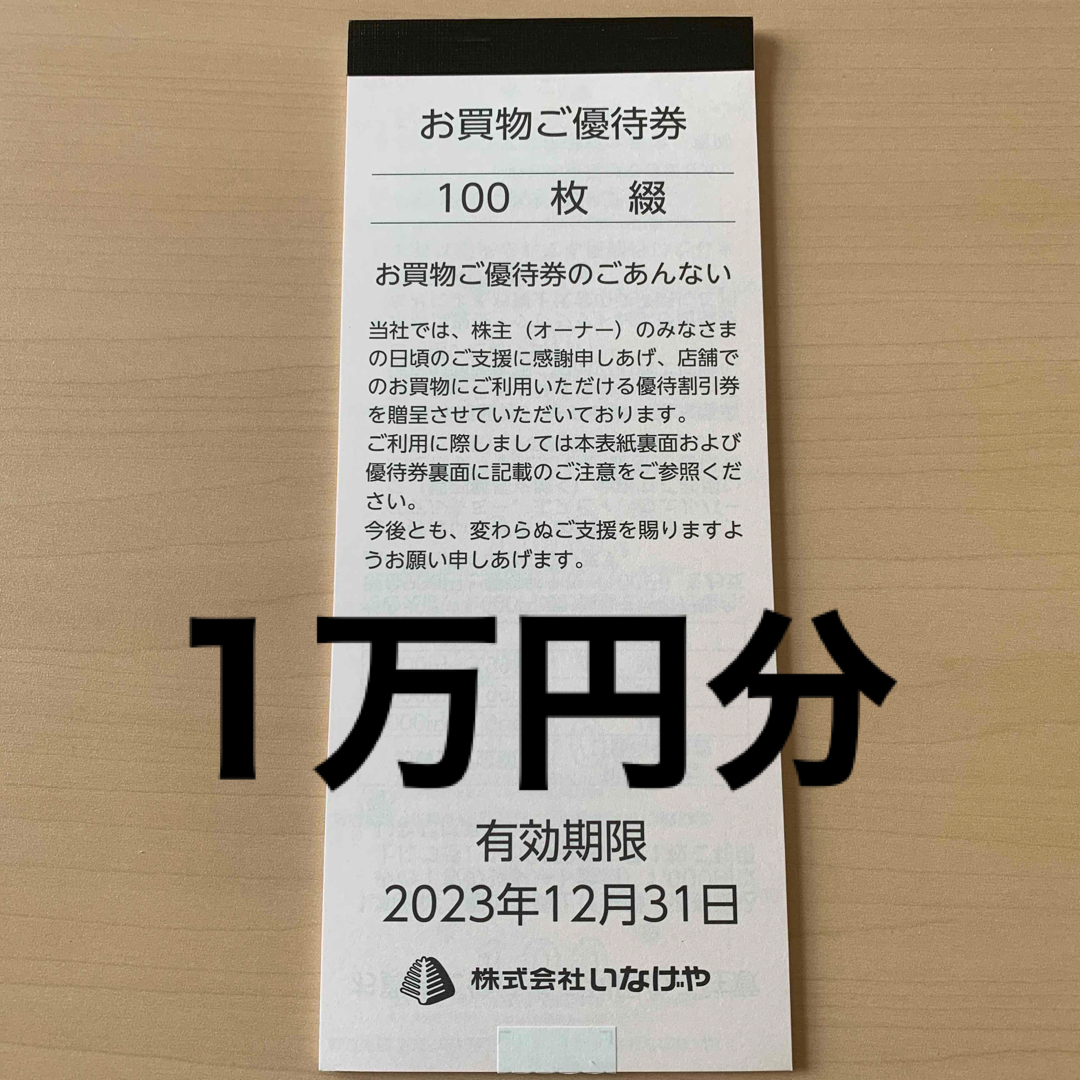 お買物ご優待券
100 枚 綴
お買物ご優待券のごあんない
当社では、株主（オーナー）のみなさま
の日頃のご支援に感謝申しあげ、店舗で
のお買物にご利用いただける優待割引券
を贈呈させていただいております。
ご利用に際しましては本表紙裏面および
優待券裏面に記載のご注意をご参照くだ
さい。
今後とも、変わらぬご支援を賜りますよ
うお願い申しあげます。
1万円分
有効期限
2023年12月31日
株式会社いなげや